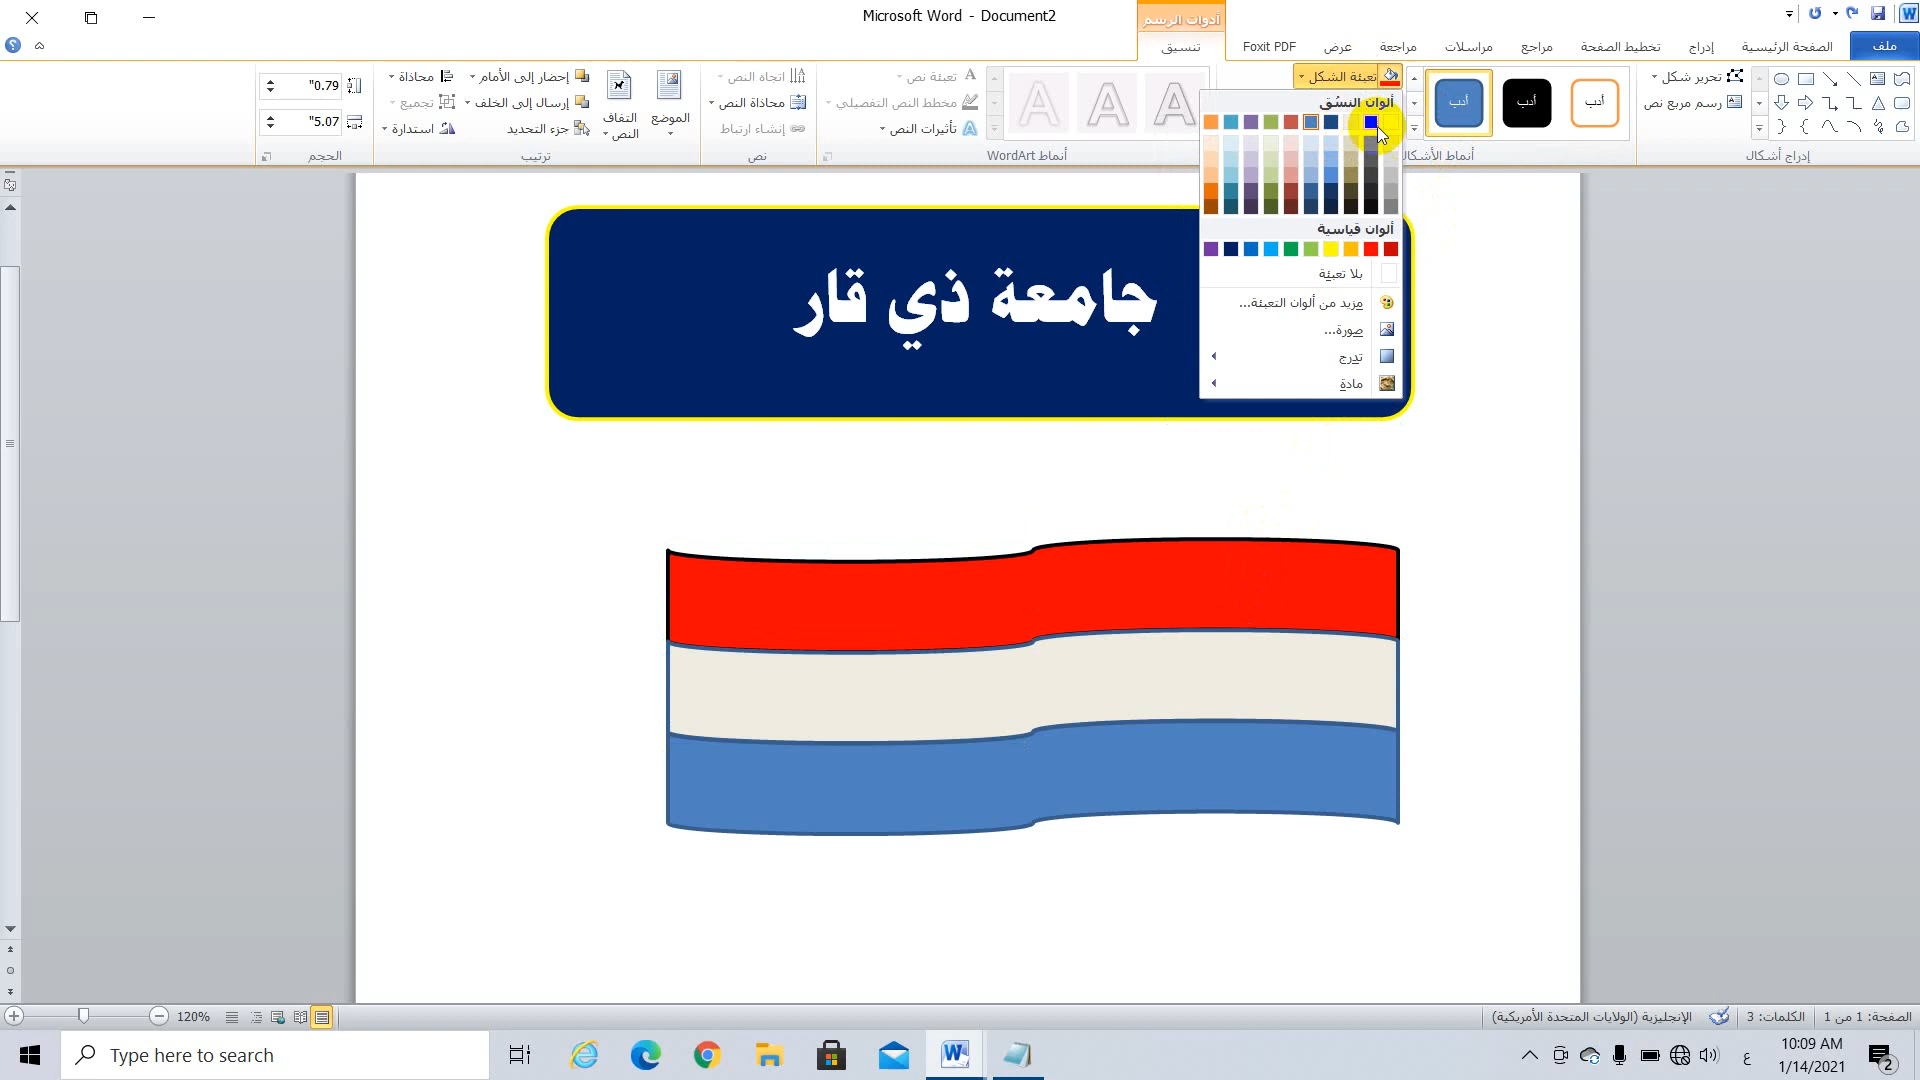 Microsoft Word - Document2
أدوات الرسم
ملف
الصفحة الرئيسية
إدراج
تخطيط الصفحة
مراجع
مراسلات
مراجعة
عرض
Foxit PDF
تنسيق
تحرير شكل
رسم مربع نص
إدراج أشكال
أدب
أدب
أدب
تعبئة الشكل
أنماط الأشكال
ألوان النسُق
ألوان قياسية
بلا تعبئة
مزيد من ألوان التعبئة...
صورة...
تدرج
مادة
تعبئة نص
مخطط النص التفصيلي
تأثيرات النص
أنماط WordArt
اتجاه النص
محاذاة النص
إنشاء ارتباط
نص
الموضع
التفاف
النص
إحضار إلى الأمام
إرسال إلى الخلف
جزء التحديد
محاذاة
تجميع
استدارة
ترتيب
0.79"
5.07"
الحجم
جامعة ذي قار
الصفحة: 1 من 1
الكلمات: 3
الإنجليزية (الولايات المتحدة الأمريكية)
120%
Type here to search
ع
10:09 AM
1/14/2021
2